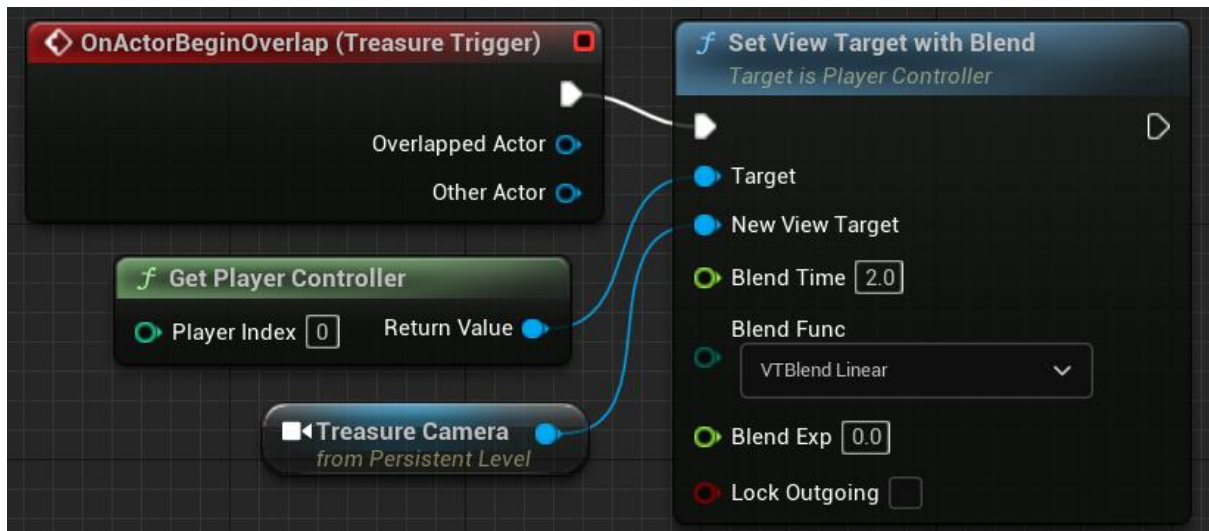 OnActorBeginOverlap (Treasure Trigger)
Overlapped Actor
Other Actor
f Get Player Controller
Player Index 0
Return Value
Treasure Camera
from Persistent Level
f Set View Target with Blend
Target is Player Controller
Target
New View Target
Blend Time 2.0
Blend Func
VTBlend Linear
Blend Exp 0.0
Lock Outgoing